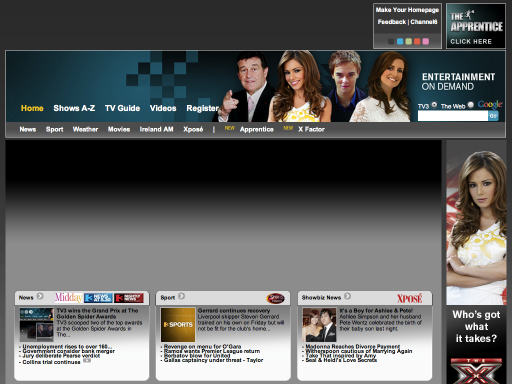 Make Your Homepage
Feedback | Channel6
THE
APPRENTICE
CLICK HERE
ENTERTAINMENT
ON DEMAND
Home Shows A-Z TV Guide Videos Register
TV3 The Web Google
Go
News Sport Weather Movies Ireland AM Xposé | NEW Apprentice NEW X Factor
News
Midday
NEWS AT 5.30
NIGHTLY NEWS
TV3 wins the Grand Prix at The
Golden Spider Awards
TV3 scooped two of the top awards
at the Golden Spider Awards in
The...
- Unemployment rises to over 160...
- Government consider bank merger
- Jury deliberate Pearse verdict
- Collins trial continues
Sport
SPORTS
Gerrard continues recovery
Liverpool skipper Steven Gerrard
trained on his own on Friday but will
not be fit for the club's home...
- Revenge on menu for O'Gara
- Ramos wants Premier League return
- Berbatov blow for United
- Gallas captaincy under threat - Taylor
Showbiz News
XPOSÉ
It's a Boy for Ashlee & Pete!
Ashlee Simpson and her husband
Pete Wentz celebrated the birth of
their baby son last night.
- Madonna Reaches Divorce Payment
- Witherspoon cautious of Marrying Again
- Take That inspired by Amy
- Seal & Heidi's Love Secrets
Who's got
what
it takes?
THE
X